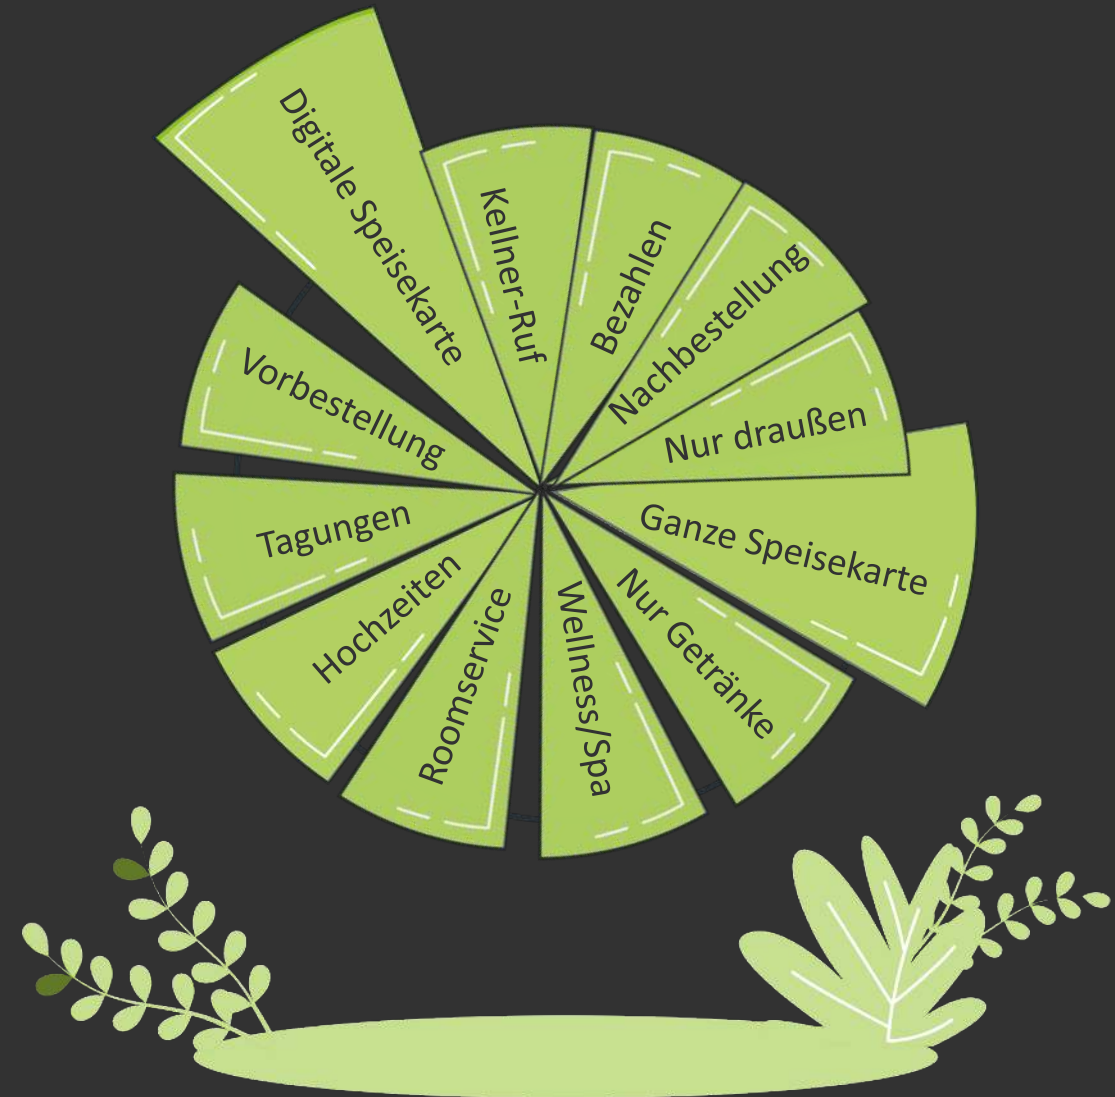 Digitale Speisekarte
Kellner-Ruf
Bezahlen
Nachbestellung
Nur draußen
Ganze Speisekarte
Nur Getränke
Wellness/Spa
Roomservice
Hochzeiten
Tagungen
Vorbestellung